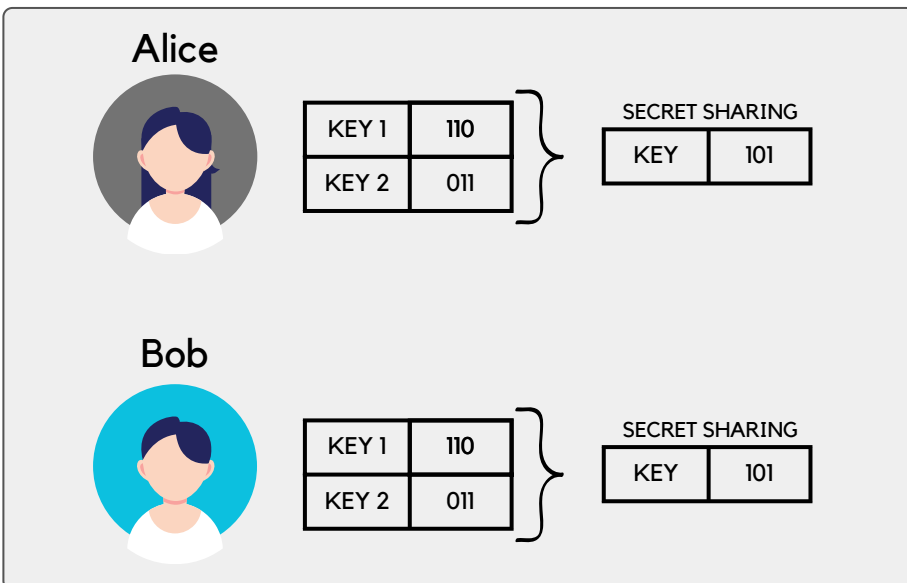 Alice
SECRET SHARING
KEY 1 110
KEY 101
KEY 2 011
Bob
SECRET SHARING
KEY 1 110
KEY 101
KEY 2 011